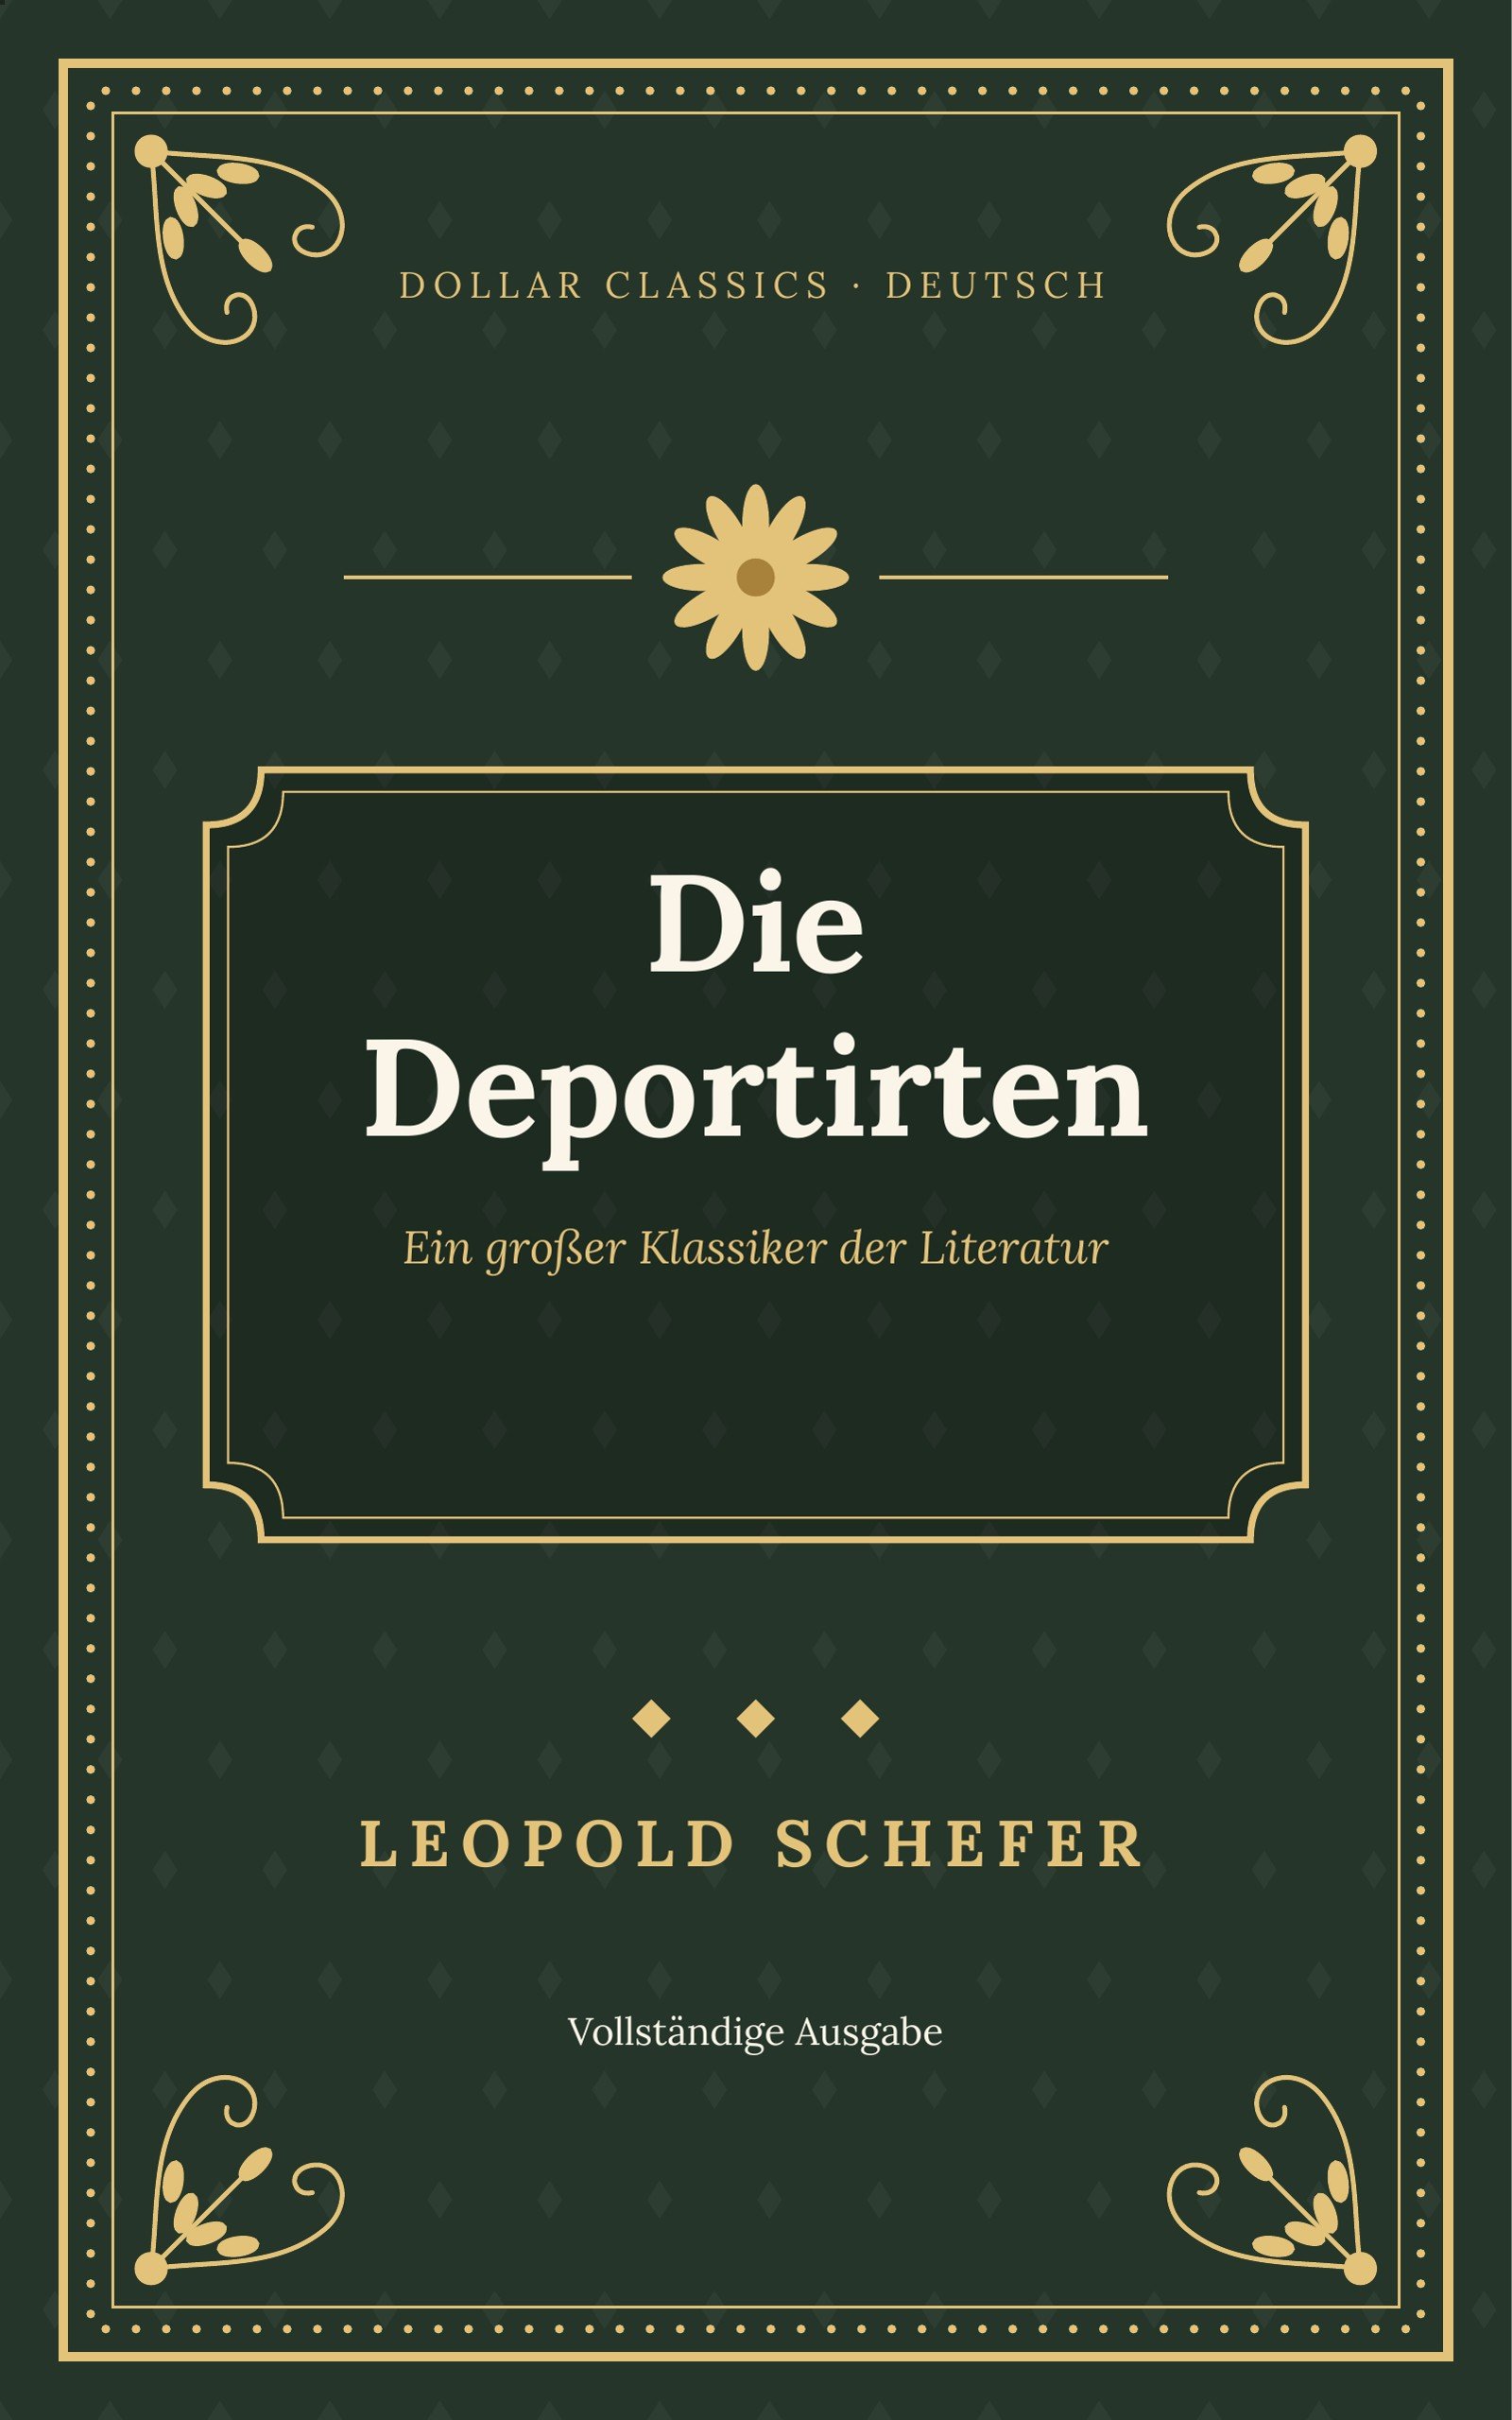 DOLLAR CLASSICS · DEUTSCH
Die
Deportirten
Ein großer Klassiker der Literatur
LEOPOLD SCHEFER
Vollständige Ausgabe